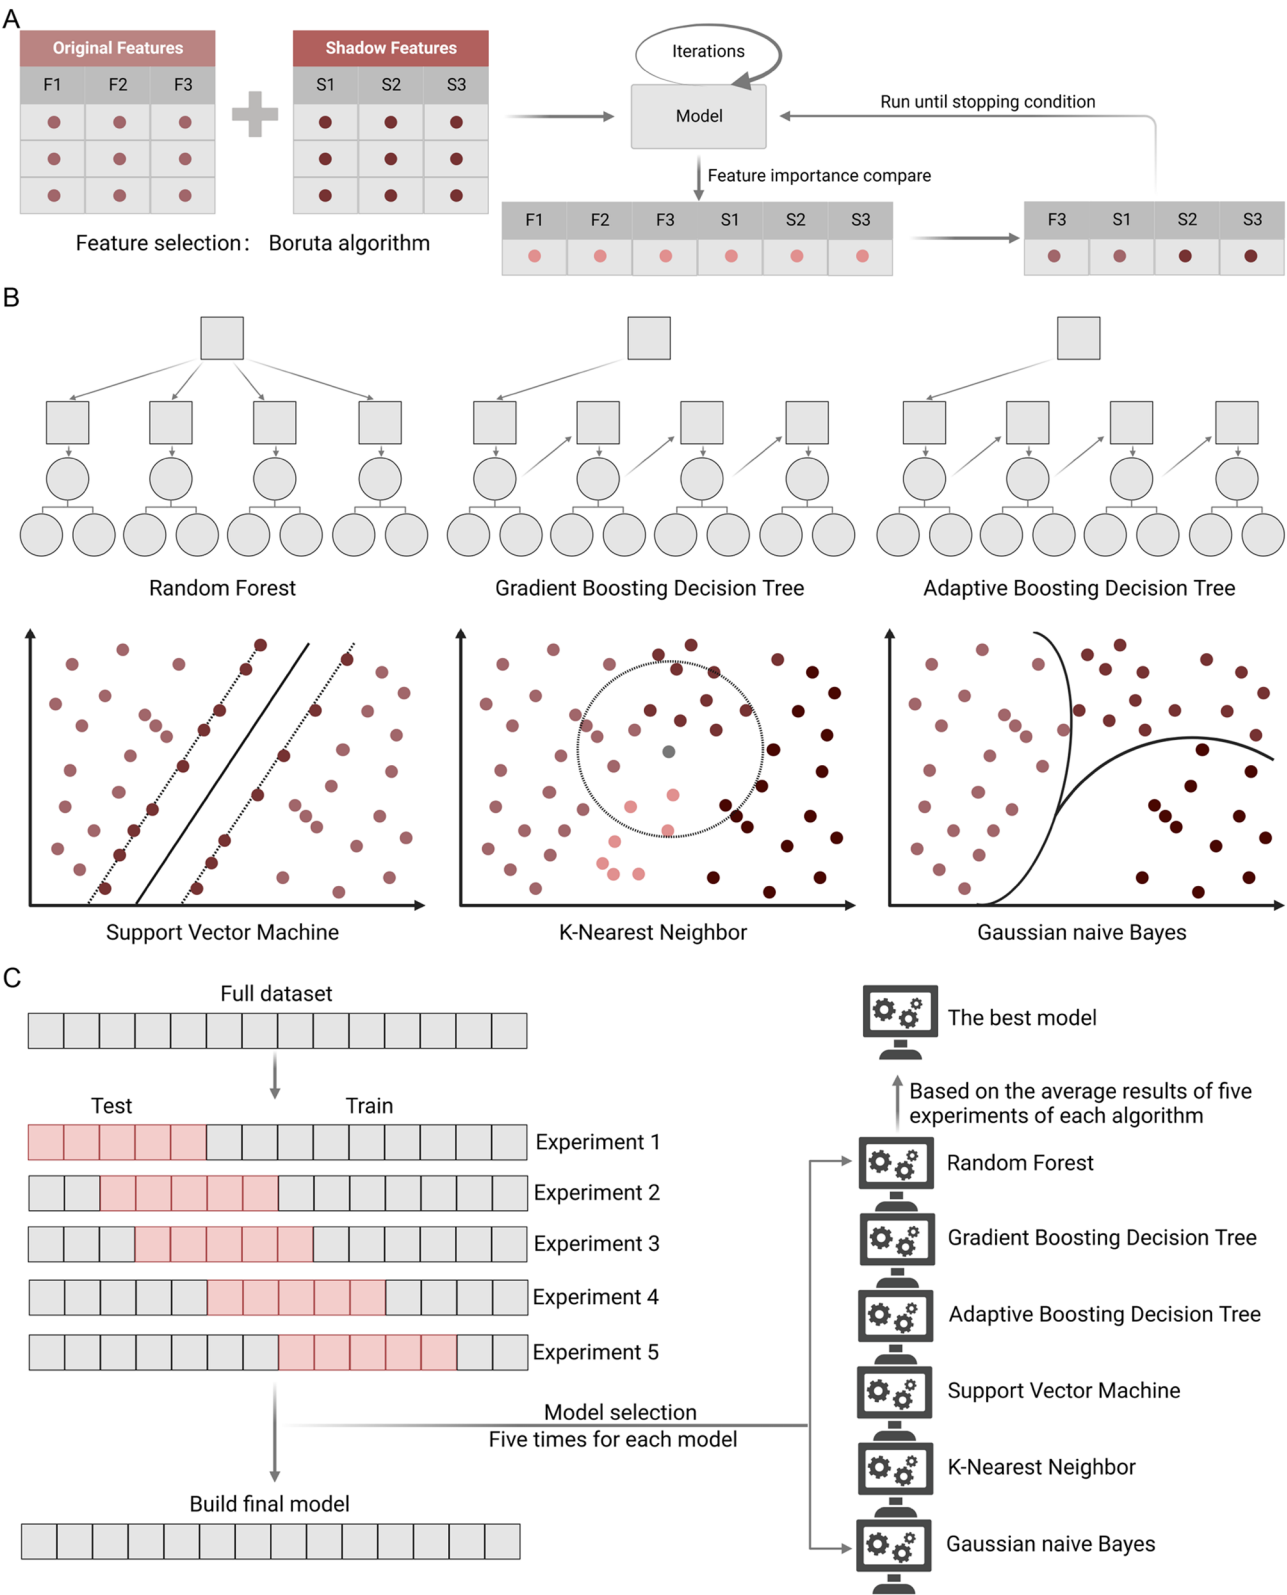 A
Original Features
Shadow Features
F1 F2 F3
S1 S2 S3
Iterations
Model
Run until stopping condition
Feature importance compare
F1 F2 F3 S1 S2 S3
F3 S1 S2 S3
Feature selection: Boruta algorithm
B
Random Forest
Gradient Boosting Decision Tree
Adaptive Boosting Decision Tree
Support Vector Machine
K-Nearest Neighbor
Gaussian naive Bayes
C
Full dataset
Test
Train
Experiment 1
Experiment 2
Experiment 3
Experiment 4
Experiment 5
Model selection
Five times for each model
Build final model
The best model
Based on the average results of five
experiments of each algorithm
Random Forest
Gradient Boosting Decision Tree
Adaptive Boosting Decision Tree
Support Vector Machine
K-Nearest Neighbor
Gaussian naive Bayes